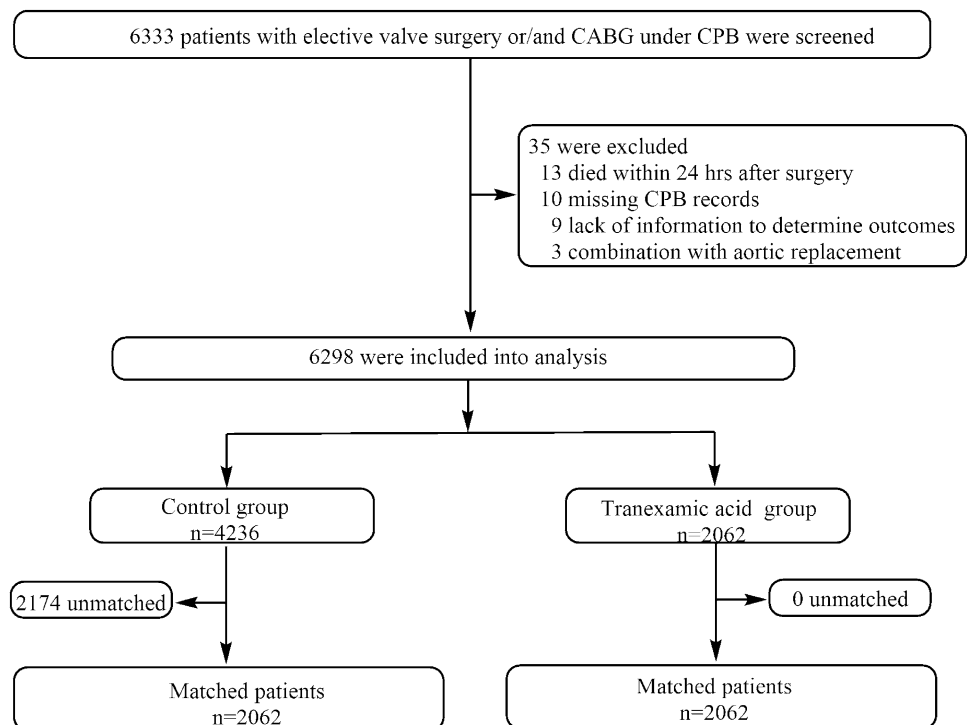 6333 patients with elective valve surgery or/and CABG under CPB were screened
35 were excluded
13 died within 24 hrs after surgery
10 missing CPB records
9 lack of information to determine outcomes
3 combination with aortic replacement
6298 were included into analysis
Control group
n=4236
Tranexamic acid group
n=2062
2174 unmatched
0 unmatched
Matched patients
n=2062
Matched patients
n=2062